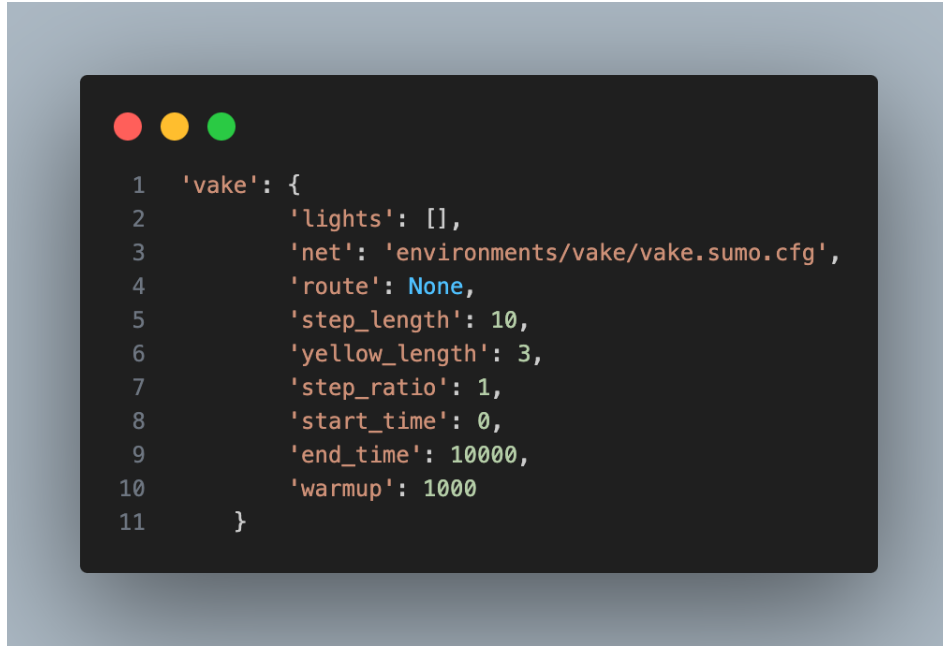 1 'vake': {
2 'lights': [],
3 'net': 'environments/vake/vake.sumo.cfg',
4 'route': None,
5 'step_length': 10,
6 'yellow_length': 3,
7 'step_ratio': 1,
8 'start_time': 0,
9 'end_time': 10000,
10 'warmup': 1000
11 }